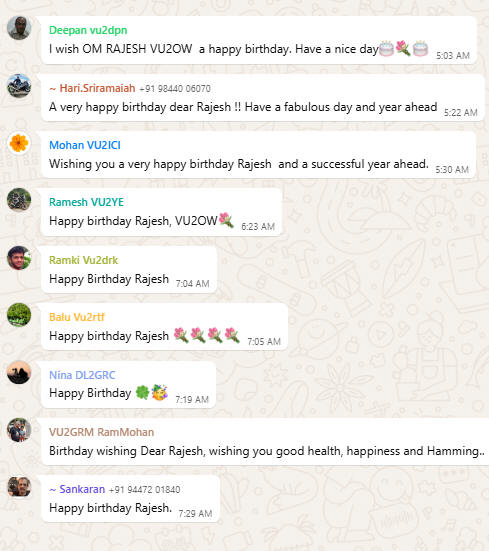 Deepan vu2dpn
I wish OM RAJESH VU2OW a happy birthday. Have a nice day🎂🌷🎂
5:03 AM
~ Hari.Sriramaiah +91 98440 06070
A very happy birthday dear Rajesh !! Have a fabulous day and year ahead
5:22 AM
Mohan VU2ICI
Wishing you a very happy birthday Rajesh and a successful year ahead.
5:30 AM
Ramesh VU2YE
Happy birthday Rajesh, VU2OW🌷
6:23 AM
Ramki Vu2drk
Happy Birthday Rajesh
7:04 AM
Balu Vu2rtf
Happy birthday Rajesh 🌷🌷🌷🌷
7:05 AM
Nina DL2GRC
Happy Birthday 🍀🥳
7:19 AM
VU2GRM RamMohan
Birthday wishing Dear Rajesh, wishing you good health, happiness and Hamming..
~ Sankaran +91 94472 01840
Happy birthday Rajesh.
7:29 AM